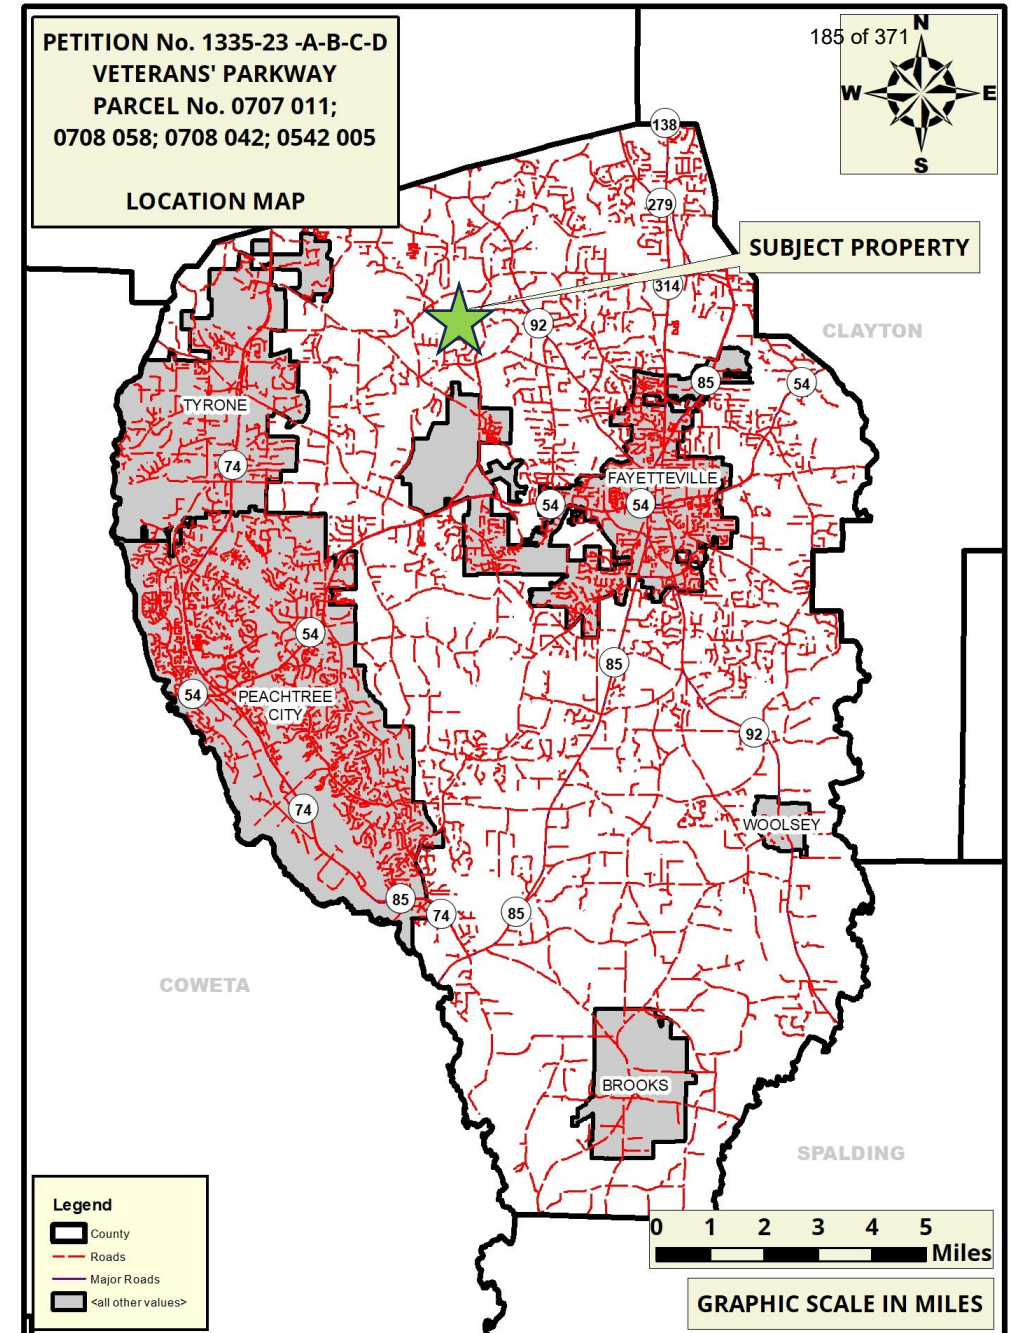 PETITION No. 1335-23 -A-B-C-D
VETERANS' PARKWAY
PARCEL No. 0707 011;
0708 058; 0708 042; 0542 005
LOCATION MAP
185 of 371
N
W
E
S
138
279
SUBJECT PROPERTY
314
92
CLAYTON
85
54
TYRONE
74
FAYETTEVILLE
54
54
54
85
54
PEACHTREE
CITY
92
74
WOOLSEY
85
74
85
COWETA
BROOKS
SPALDING
Legend
County
Roads
Major Roads
<all other values>
0 1 2 3 4 5
Miles
GRAPHIC SCALE IN MILES